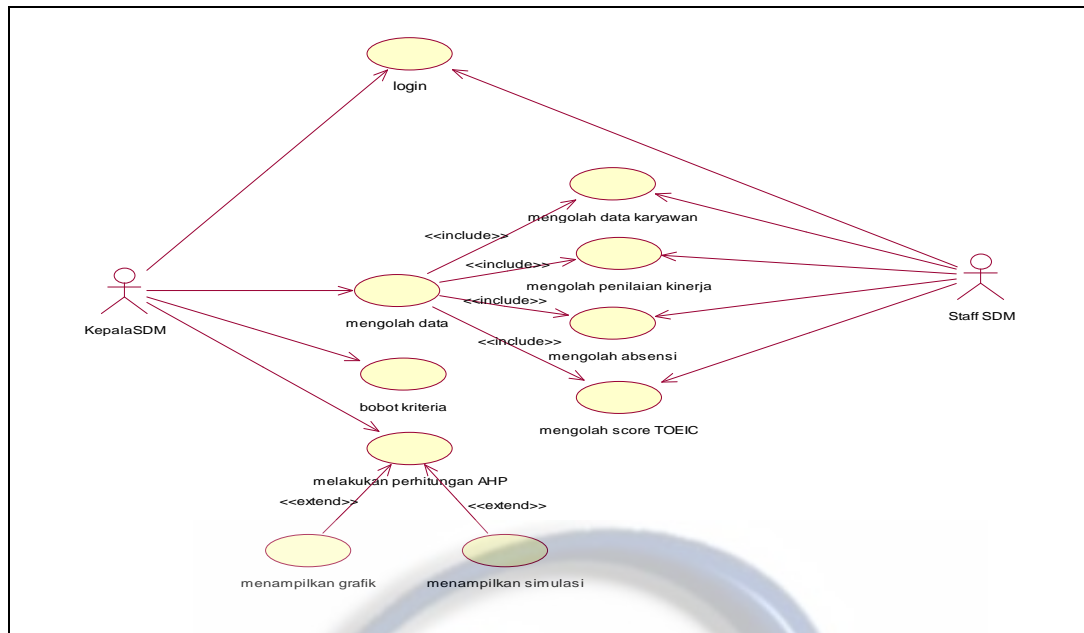 login
mengolah data karyawan
<<include>>
<<include>>
mengolah penilaian kinerja
<<include>>
KepalaSDM
mengolah data
Staff SDM
<<include>>
mengolah absensi
bobot kriteria
mengolah score TOEIC
melakukan perhitungan AHP
<<extend>>
<<extend>>
menampilkan grafik
menampilkan simulasi